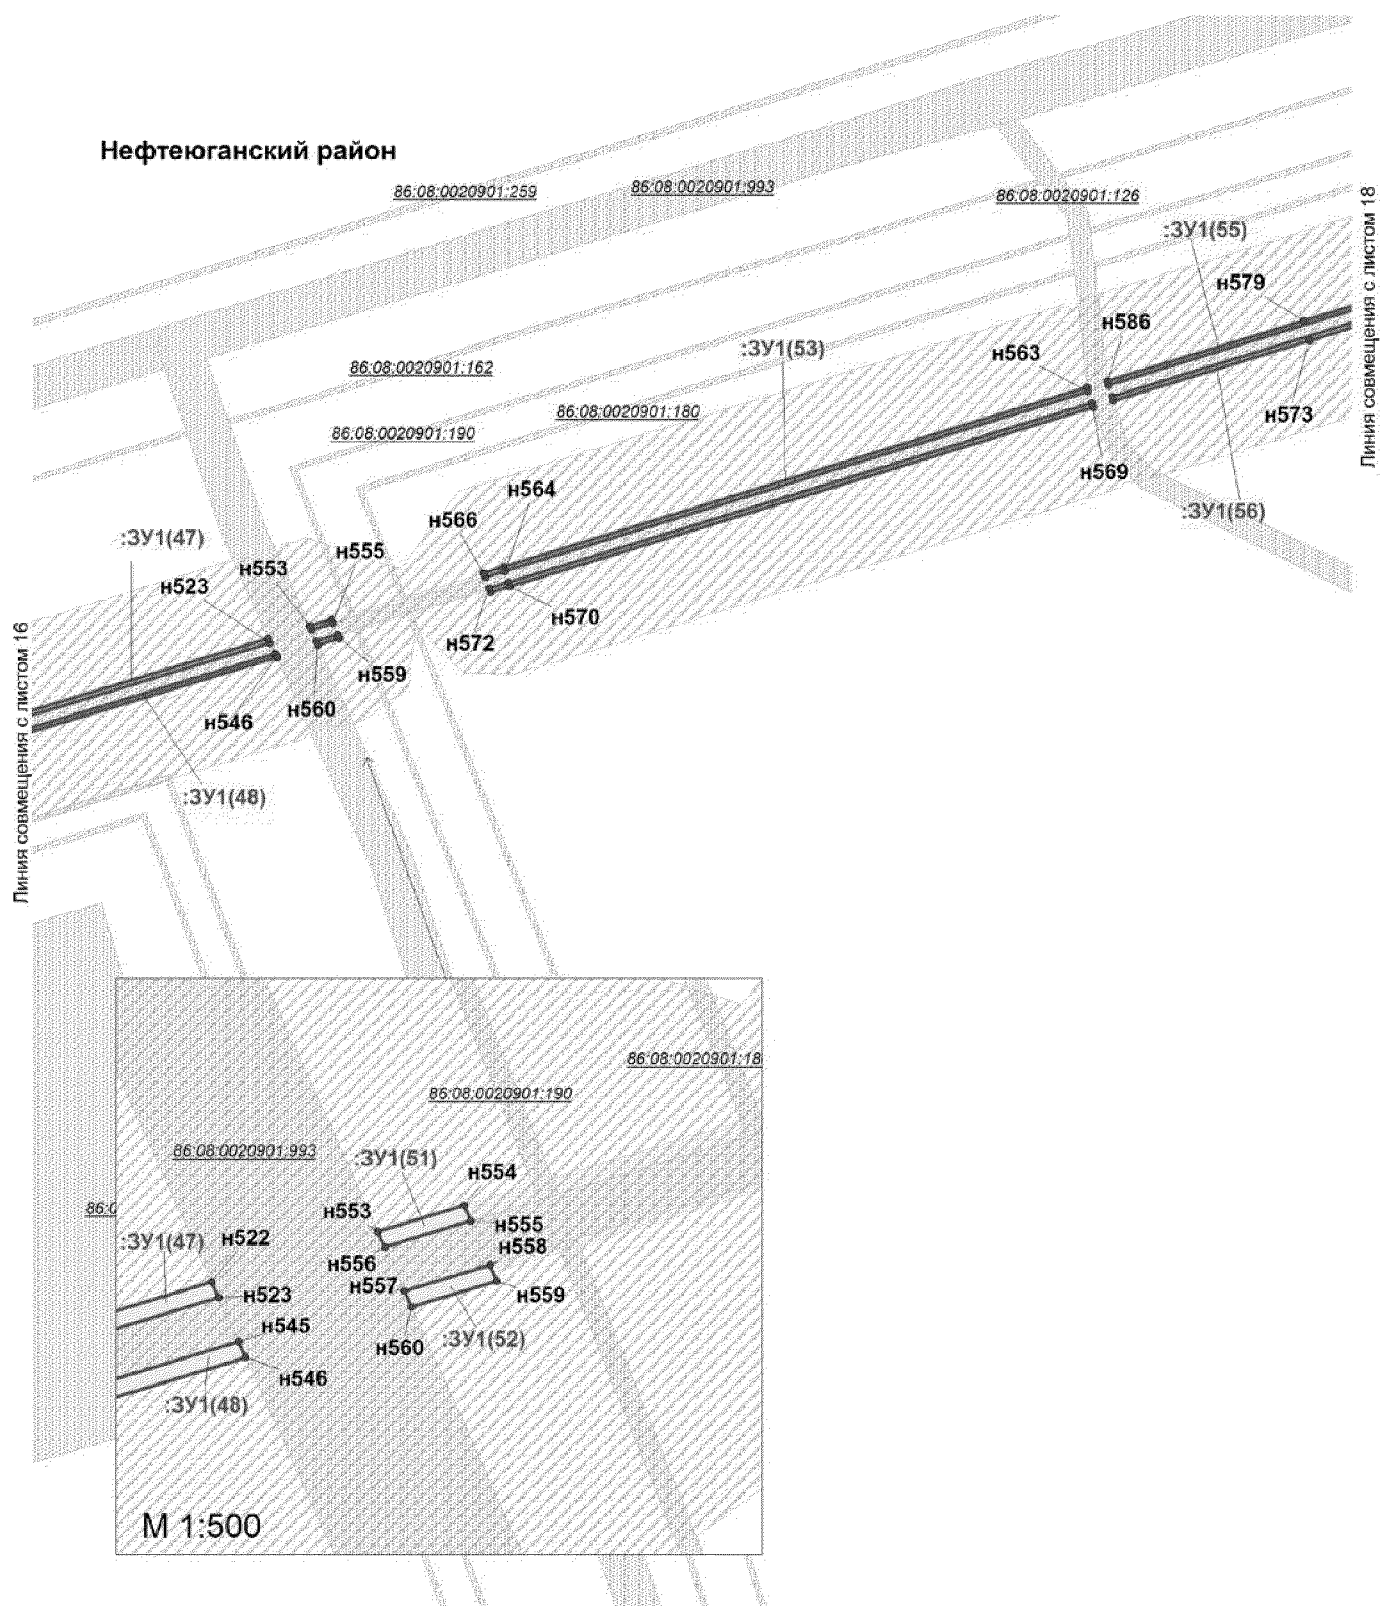 Нефтеюганский район
86:08:0020901:259
86:08:0020901:993
86:08:0020901:126
:ЗУ1(55)
н579
н586
:ЗУ1(53)
н563
86:08:0020901:162
86:08:0020901:180
86:08:0020901:190
н573
н569
н564
н566
:ЗУ1(56)
:ЗУ1(47)
н555
н553
н523
н570
н572
н559
н560
н546
:ЗУ1(48)
Линия совмещения с листом 16
Линия совмещения с листом 18
86:08:0020901:18
86:08:0020901:190
86:08:0020901:993
:ЗУ1(51)
н554
86:0
н553
н555
:ЗУ1(47)
н522
н556
н558
н557
н523
н559
н545
н560
:ЗУ1(52)
н546
:ЗУ1(48)
М 1:500